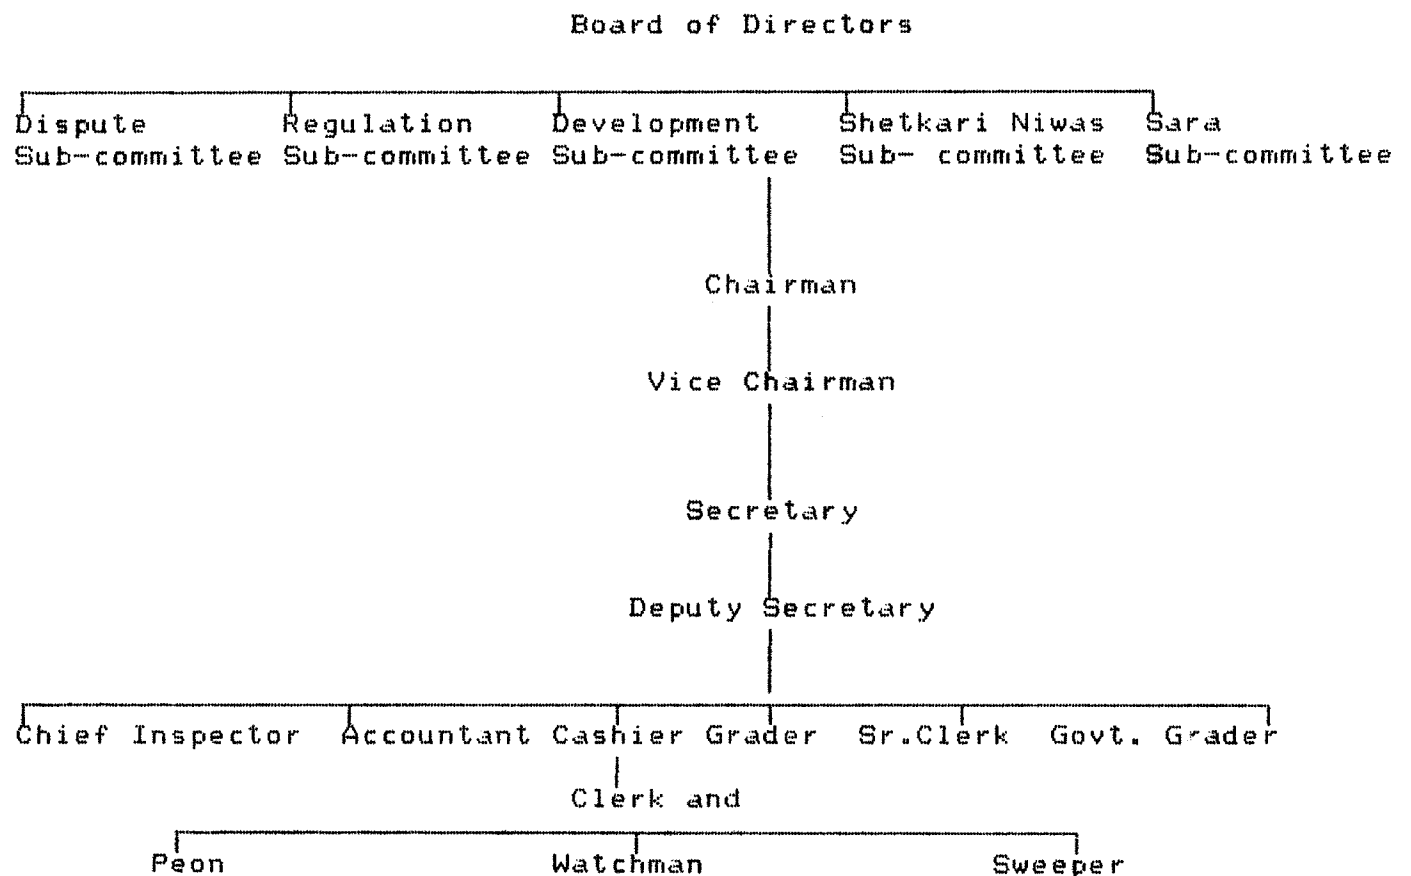 Board of Directors
Dispute Regulation Development Shetkari Niwas Sara
Sub-committee Sub-committee Sub-committee Sub- committee Sub-committee
Chairman
Vice Chairman
Secretary
Deputy Secretary
Chief Inspector Accountant Cashier Grader Sr.Clerk Govt. Grader
Clerk and
Peon Watchman Sweeper